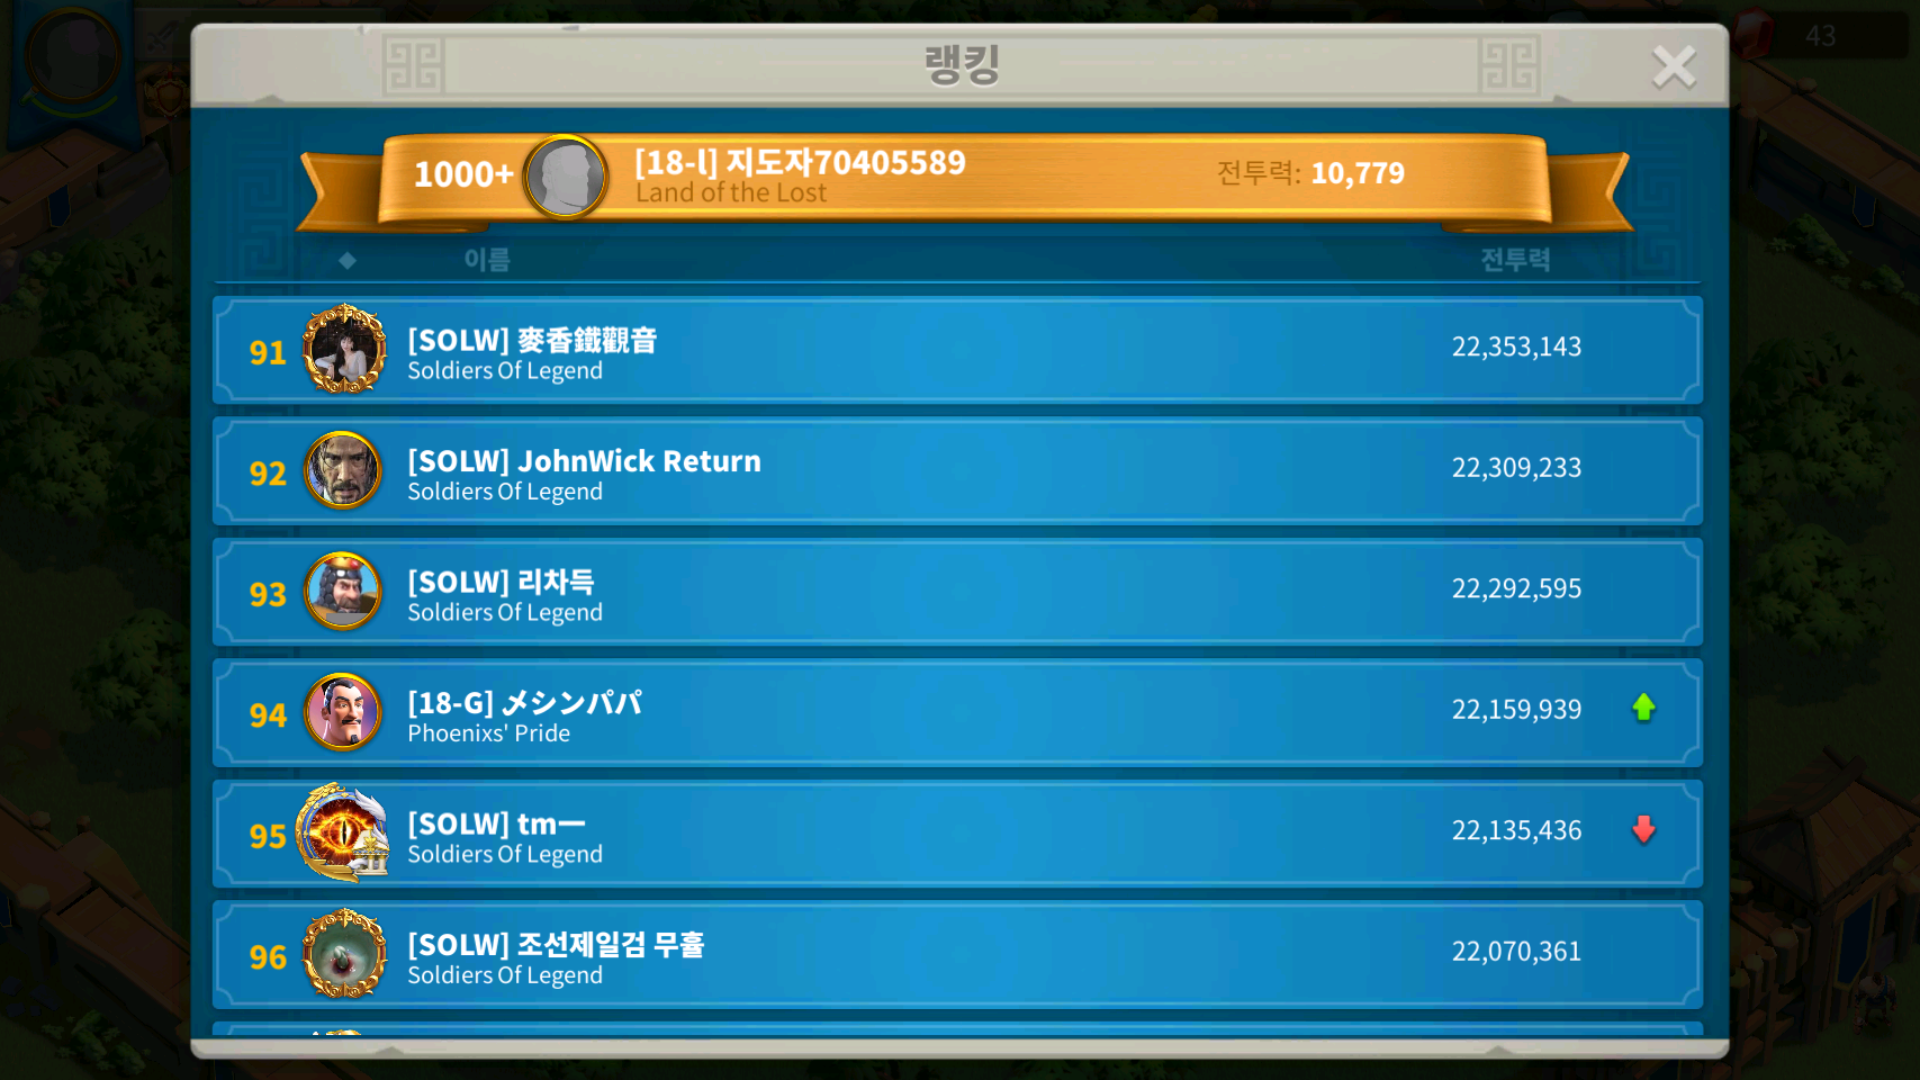 43
랭킹
1000+
[18-l] 지도자70405589
Land of the Lost
전투력: 10,779
이름 전투력
91 [SOLW] 麥香鐵觀音 22,353,143
Soldiers Of Legend
92 [SOLW] JohnWick Return 22,309,233
Soldiers Of Legend
93 [SOLW] 리차득 22,292,595
Soldiers Of Legend
94 [18-G] メシンパパ 22,159,939
Phoenixs' Pride
95 [SOLW] tm一 22,135,436
Soldiers Of Legend
96 [SOLW] 조선제일검 무휼 22,070,361
Soldiers Of Legend